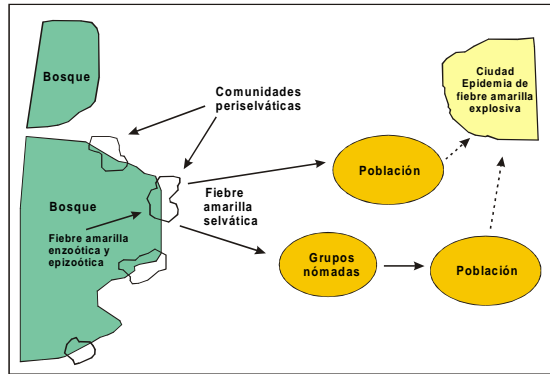 Bosque
Comunidades
periselváticas
Ciudad
Epidemia de
fiebre amarilla
explosiva
Bosque
Fiebre
amarilla
selvática
Población
Fiebre amarilla
enzoótica y
epizoótica
Grupos
nómadas
Población